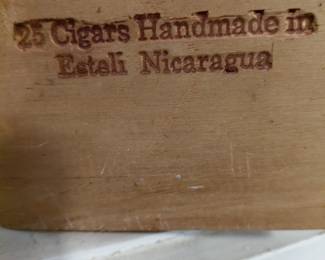 25 Cigars Handmade in
Esteli Nicaragua